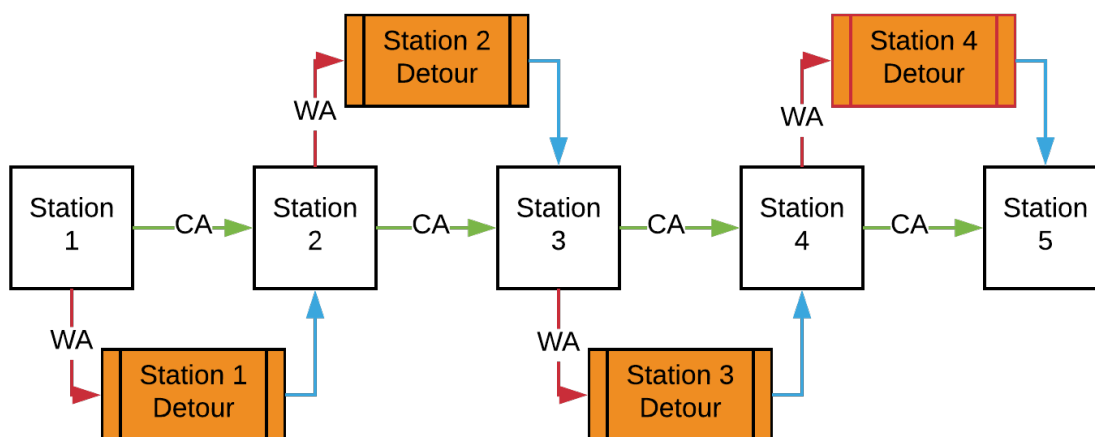 Station 2
Detour
Station 4
Detour
WA
WA
Station
1
CA
Station
2
CA
Station
3
CA
Station
4
CA
Station
5
WA
WA
Station 1
Detour
Station 3
Detour